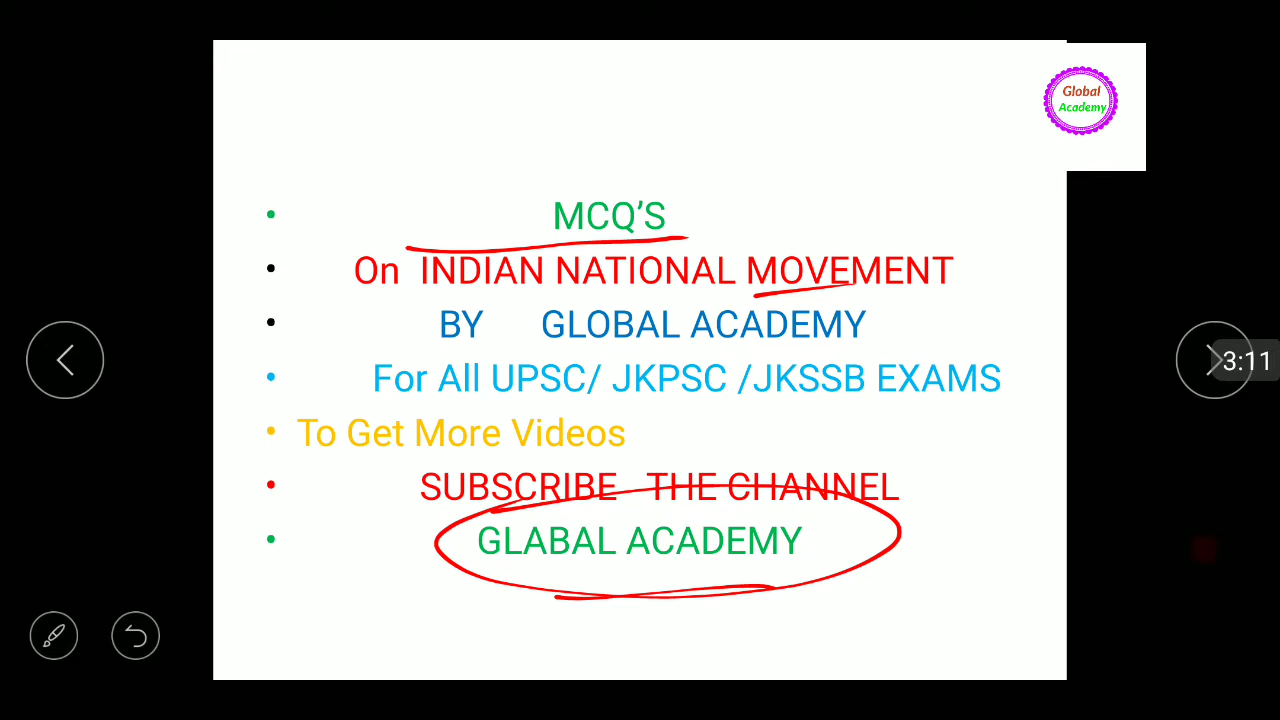 Global
Academy
MCQ'S
On INDIAN NATIONAL MOVEMENT
BY GLOBAL ACADEMY
For All UPSC/ JKPSC /JKSSB EXAMS
3:11
To Get More Videos
SUBSCRIBE THE CHANNEL
GLABAL ACADEMY